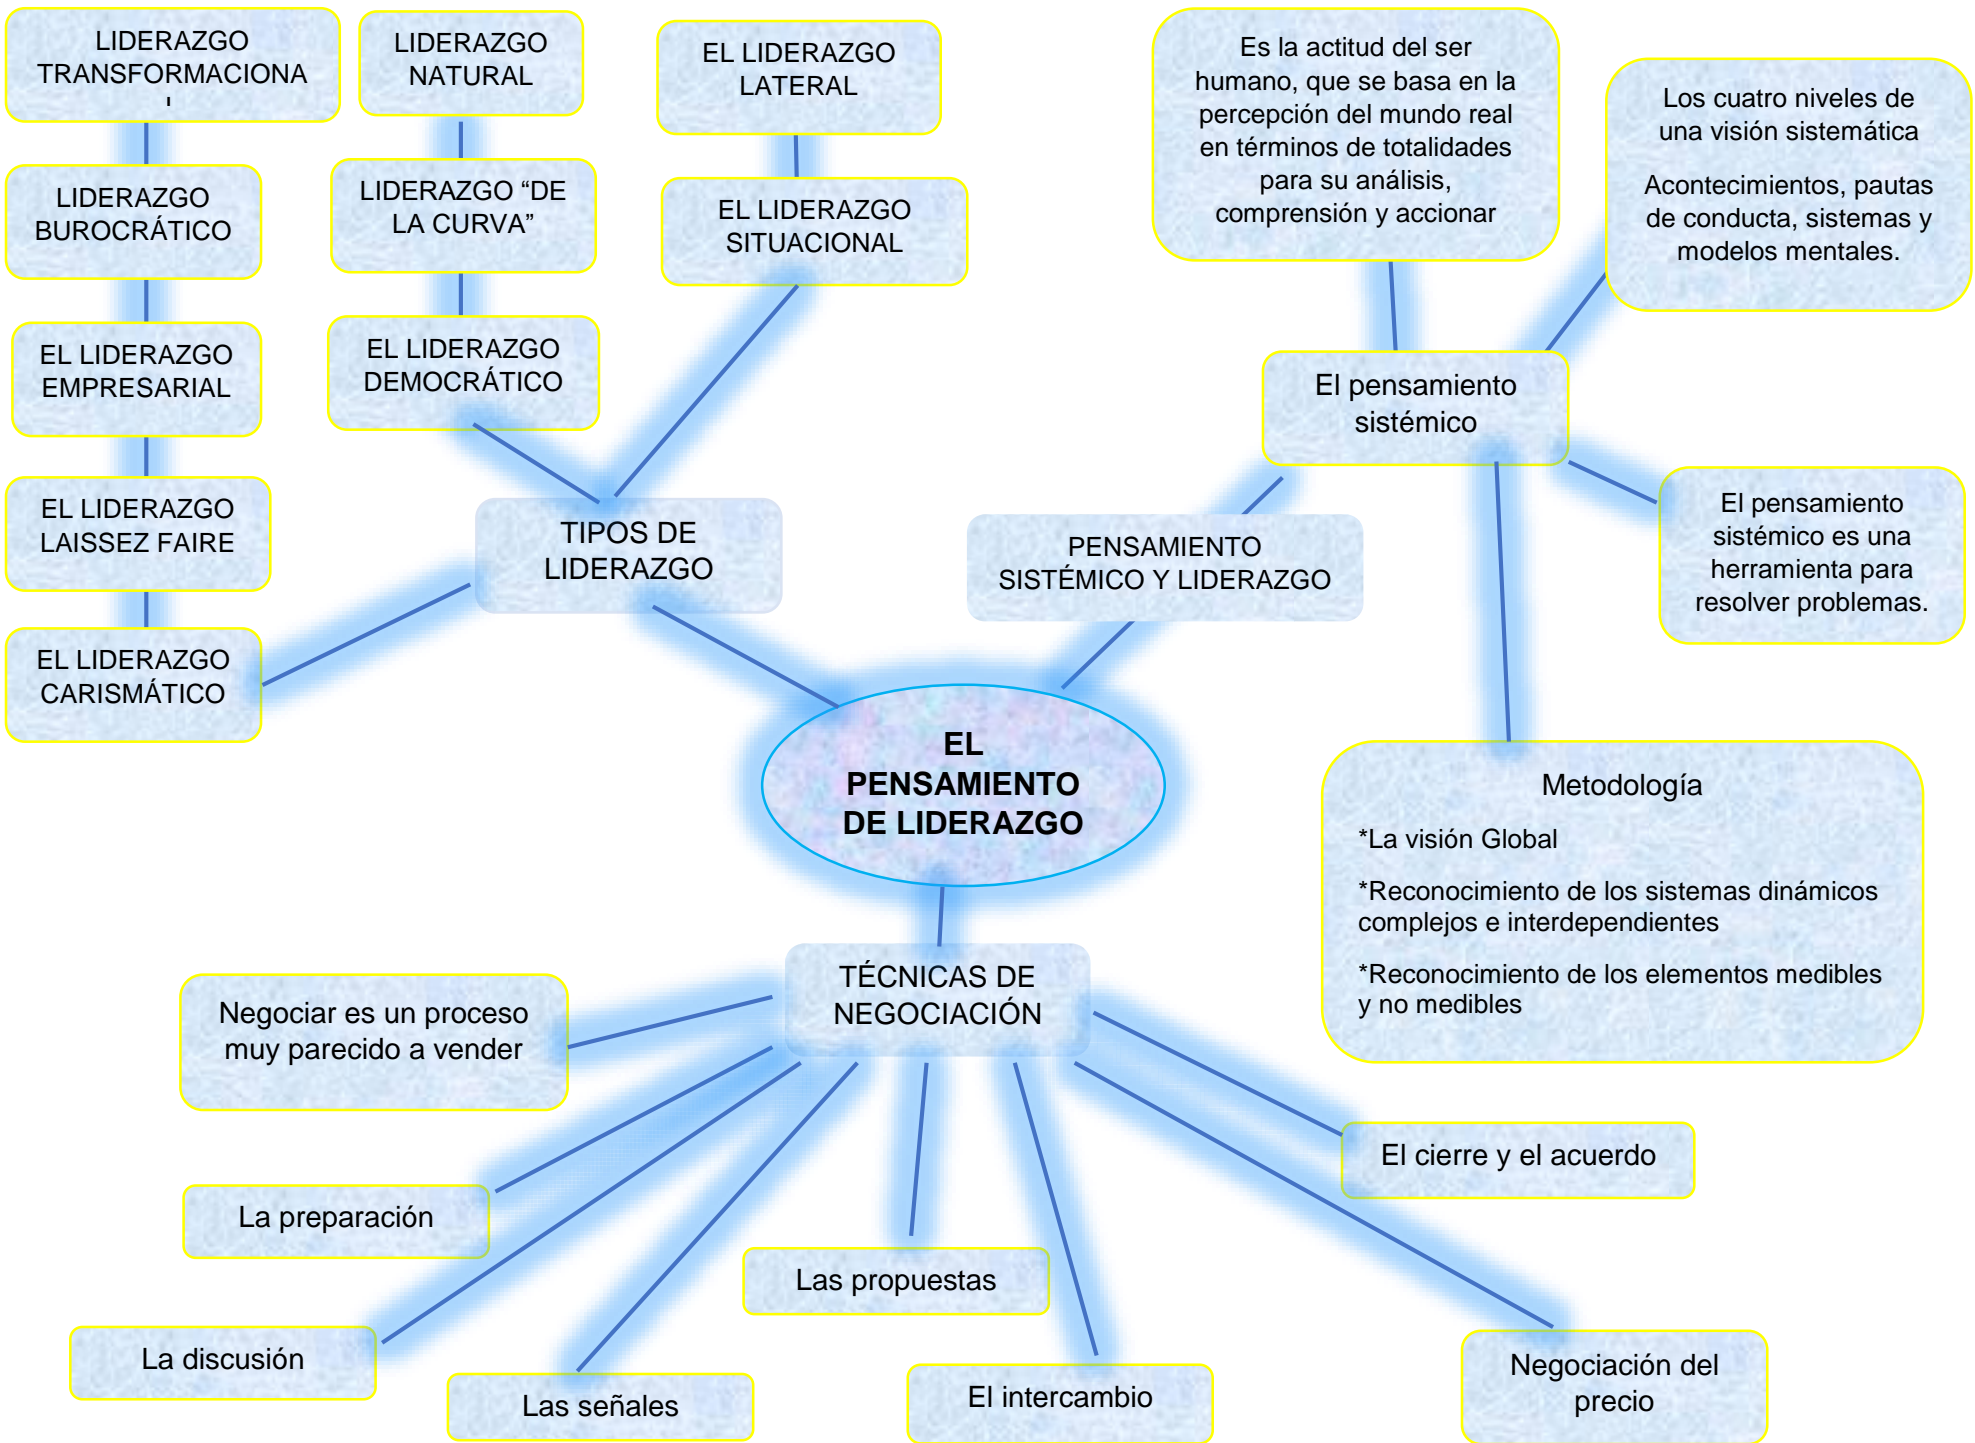 LIDERAZGO
TRANSFORMACIONA
l
LIDERAZGO
BUROCRÁTICO
EL LIDERAZGO
EMPRESARIAL
EL LIDERAZGO
LAISSEZ FAIRE
EL LIDERAZGO
CARISMÁTICO
LIDERAZGO
NATURAL
LIDERAZGO “DE
LA CURVA”
EL LIDERAZGO
DEMOCRÁTICO
EL LIDERAZGO
LATERAL
EL LIDERAZGO
SITUACIONAL
TIPOS DE
LIDERAZGO
Es la actitud del ser
humano, que se basa en la
percepción del mundo real
en términos de totalidades
para su análisis,
comprensión y accionar
Los cuatro niveles de
una visión sistemática
Acontecimientos, pautas
de conducta, sistemas y
modelos mentales.
El pensamiento
sistémico
El pensamiento
sistémico es una
herramienta para
resolver problemas.
PENSAMIENTO
SISTÉMICO Y LIDERAZGO
EL
PENSAMIENTO
DE LIDERAZGO
Metodología
*La visión Global
*Reconocimiento de los sistemas dinámicos
complejos e interdependientes
*Reconocimiento de los elementos medibles
y no medibles
TÉCNICAS DE
NEGOCIACIÓN
Negociar es un proceso
muy parecido a vender
La preparación
La discusión
Las señales
Las propuestas
El intercambio
El cierre y el acuerdo
Negociación del
precio